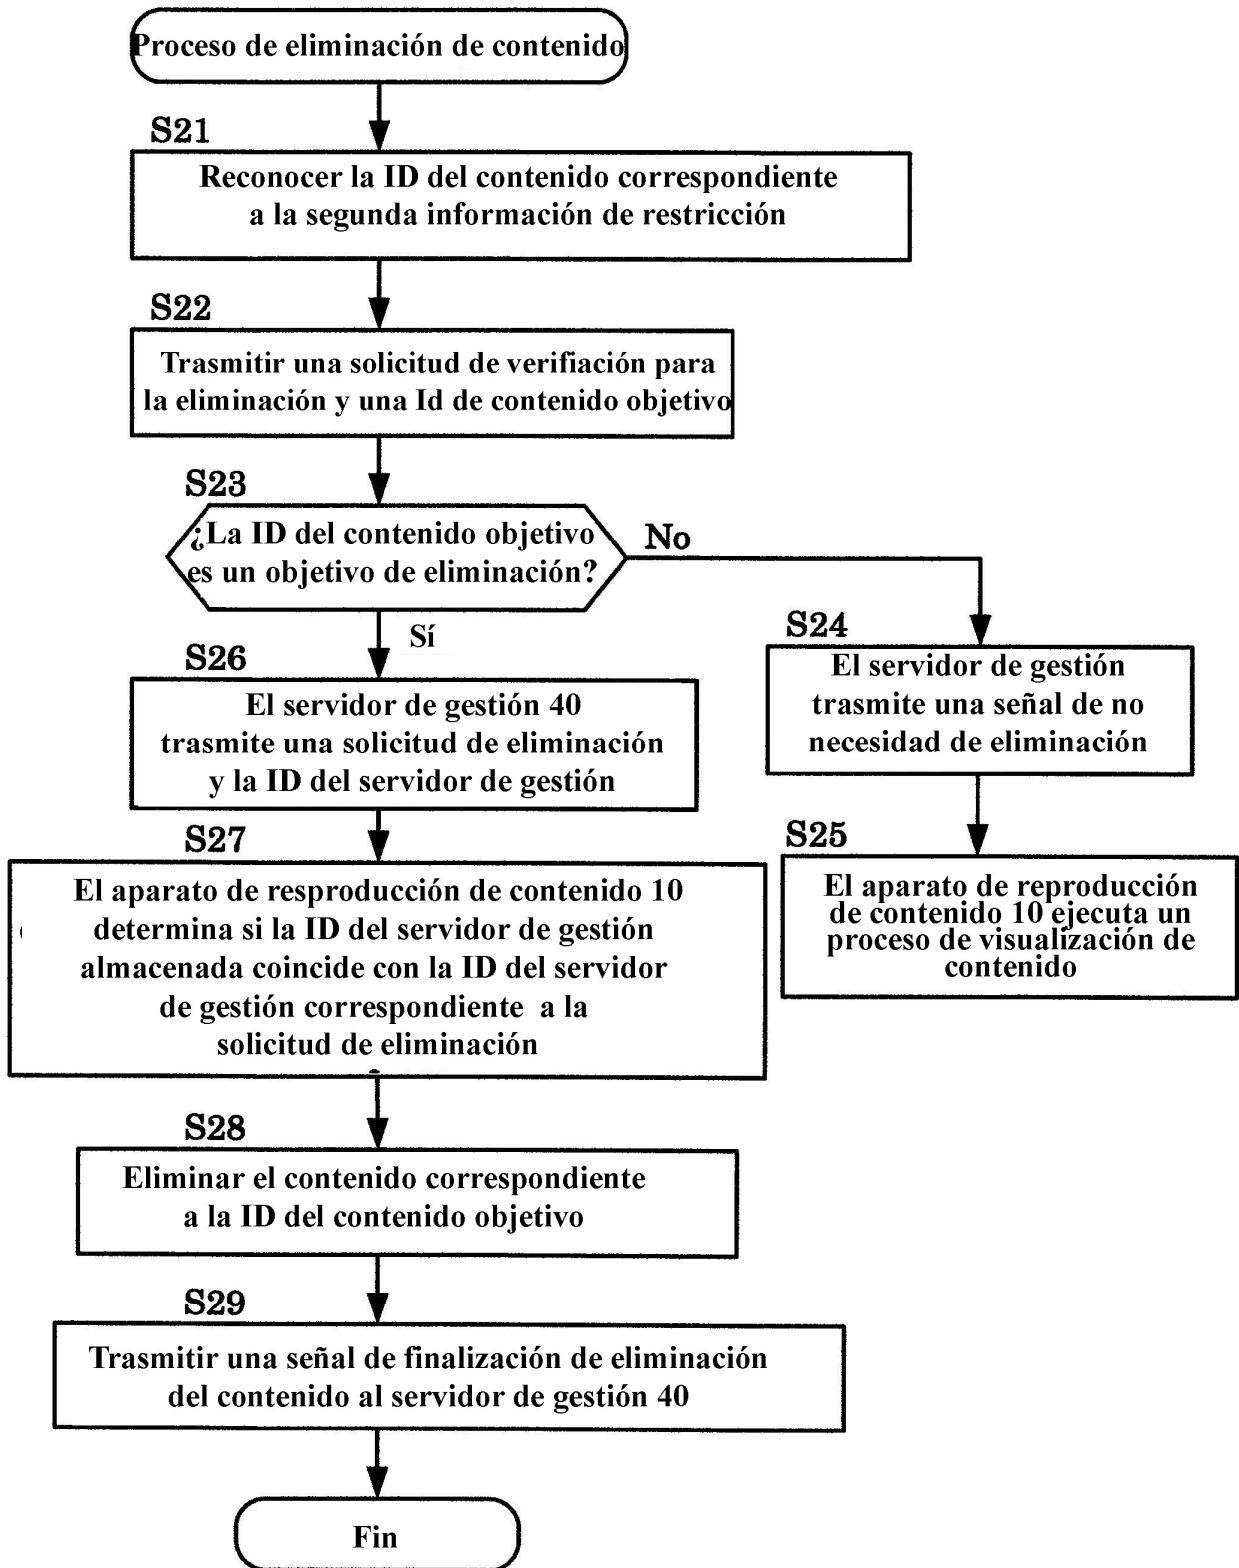 Proceso de eliminación de contenido
S21
Reconocer la ID del contenido correspondiente
a la segunda información de restricción
S22
Trasmitir una solicitud de verifiación para
la eliminación y una Id de contenido objetivo
S23
¿La ID del contenido objetivo
es un objetivo de eliminación?
No
Sí
S24
El servidor de gestión
trasmite una señal de no
necesidad de eliminación
S25
El aparato de reproducción
de contenido 10 ejecuta un
proceso de visualización de
contenido
S26
El servidor de gestión 40
trasmite una solicitud de eliminación
y la ID del servidor de gestión
S27
El aparato de resproducción de contenido 10
determina si la ID del servidor de gestión
almacenada coincide con la ID del servidor
de gestión correspondiente a la
solicitud de eliminación
S28
Eliminar el contenido correspondiente
a la ID del contenido objetivo
S29
Trasmitir una señal de finalización de eliminación
del contenido al servidor de gestión 40
Fin